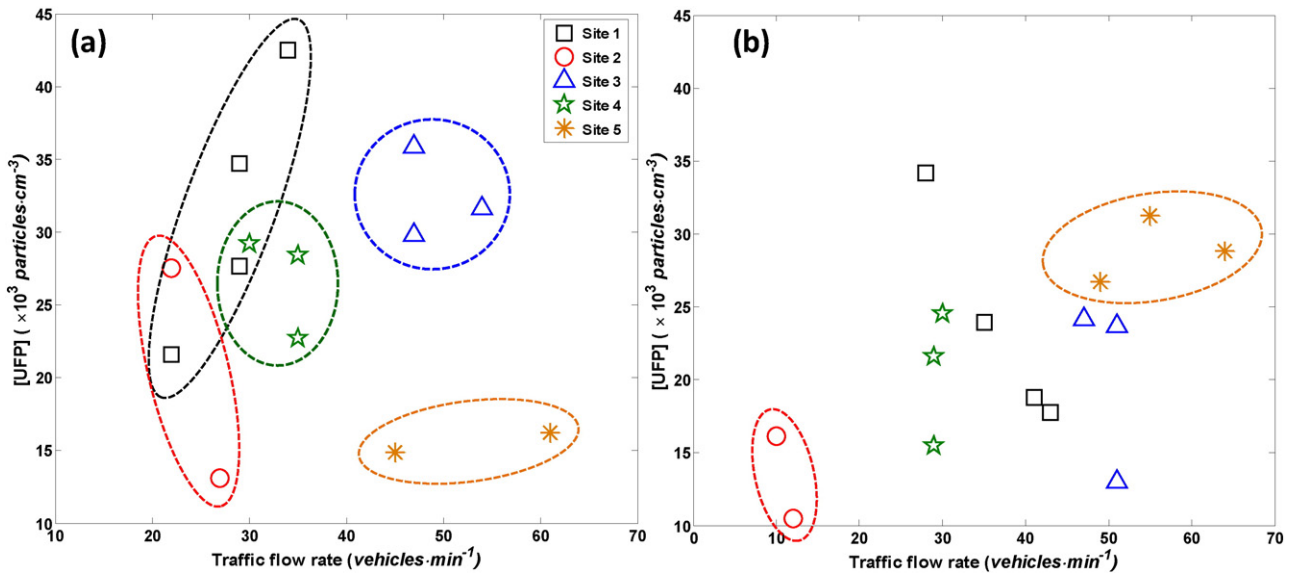 (a)
Site 1
Site 2
Site 3
Site 4
Site 5
45
40
35
30
25
20
15
10
10 20 30 40 50 60 70
[UFP] ( ×10³ particles·cm⁻³)
Traffic flow rate (vehicles·min⁻¹)
(b)
45
40
35
30
25
20
15
10
0 10 20 30 40 50 60 70
[UFP] ( ×10³ particles·cm⁻³)
Traffic flow rate (vehicles·min⁻¹)